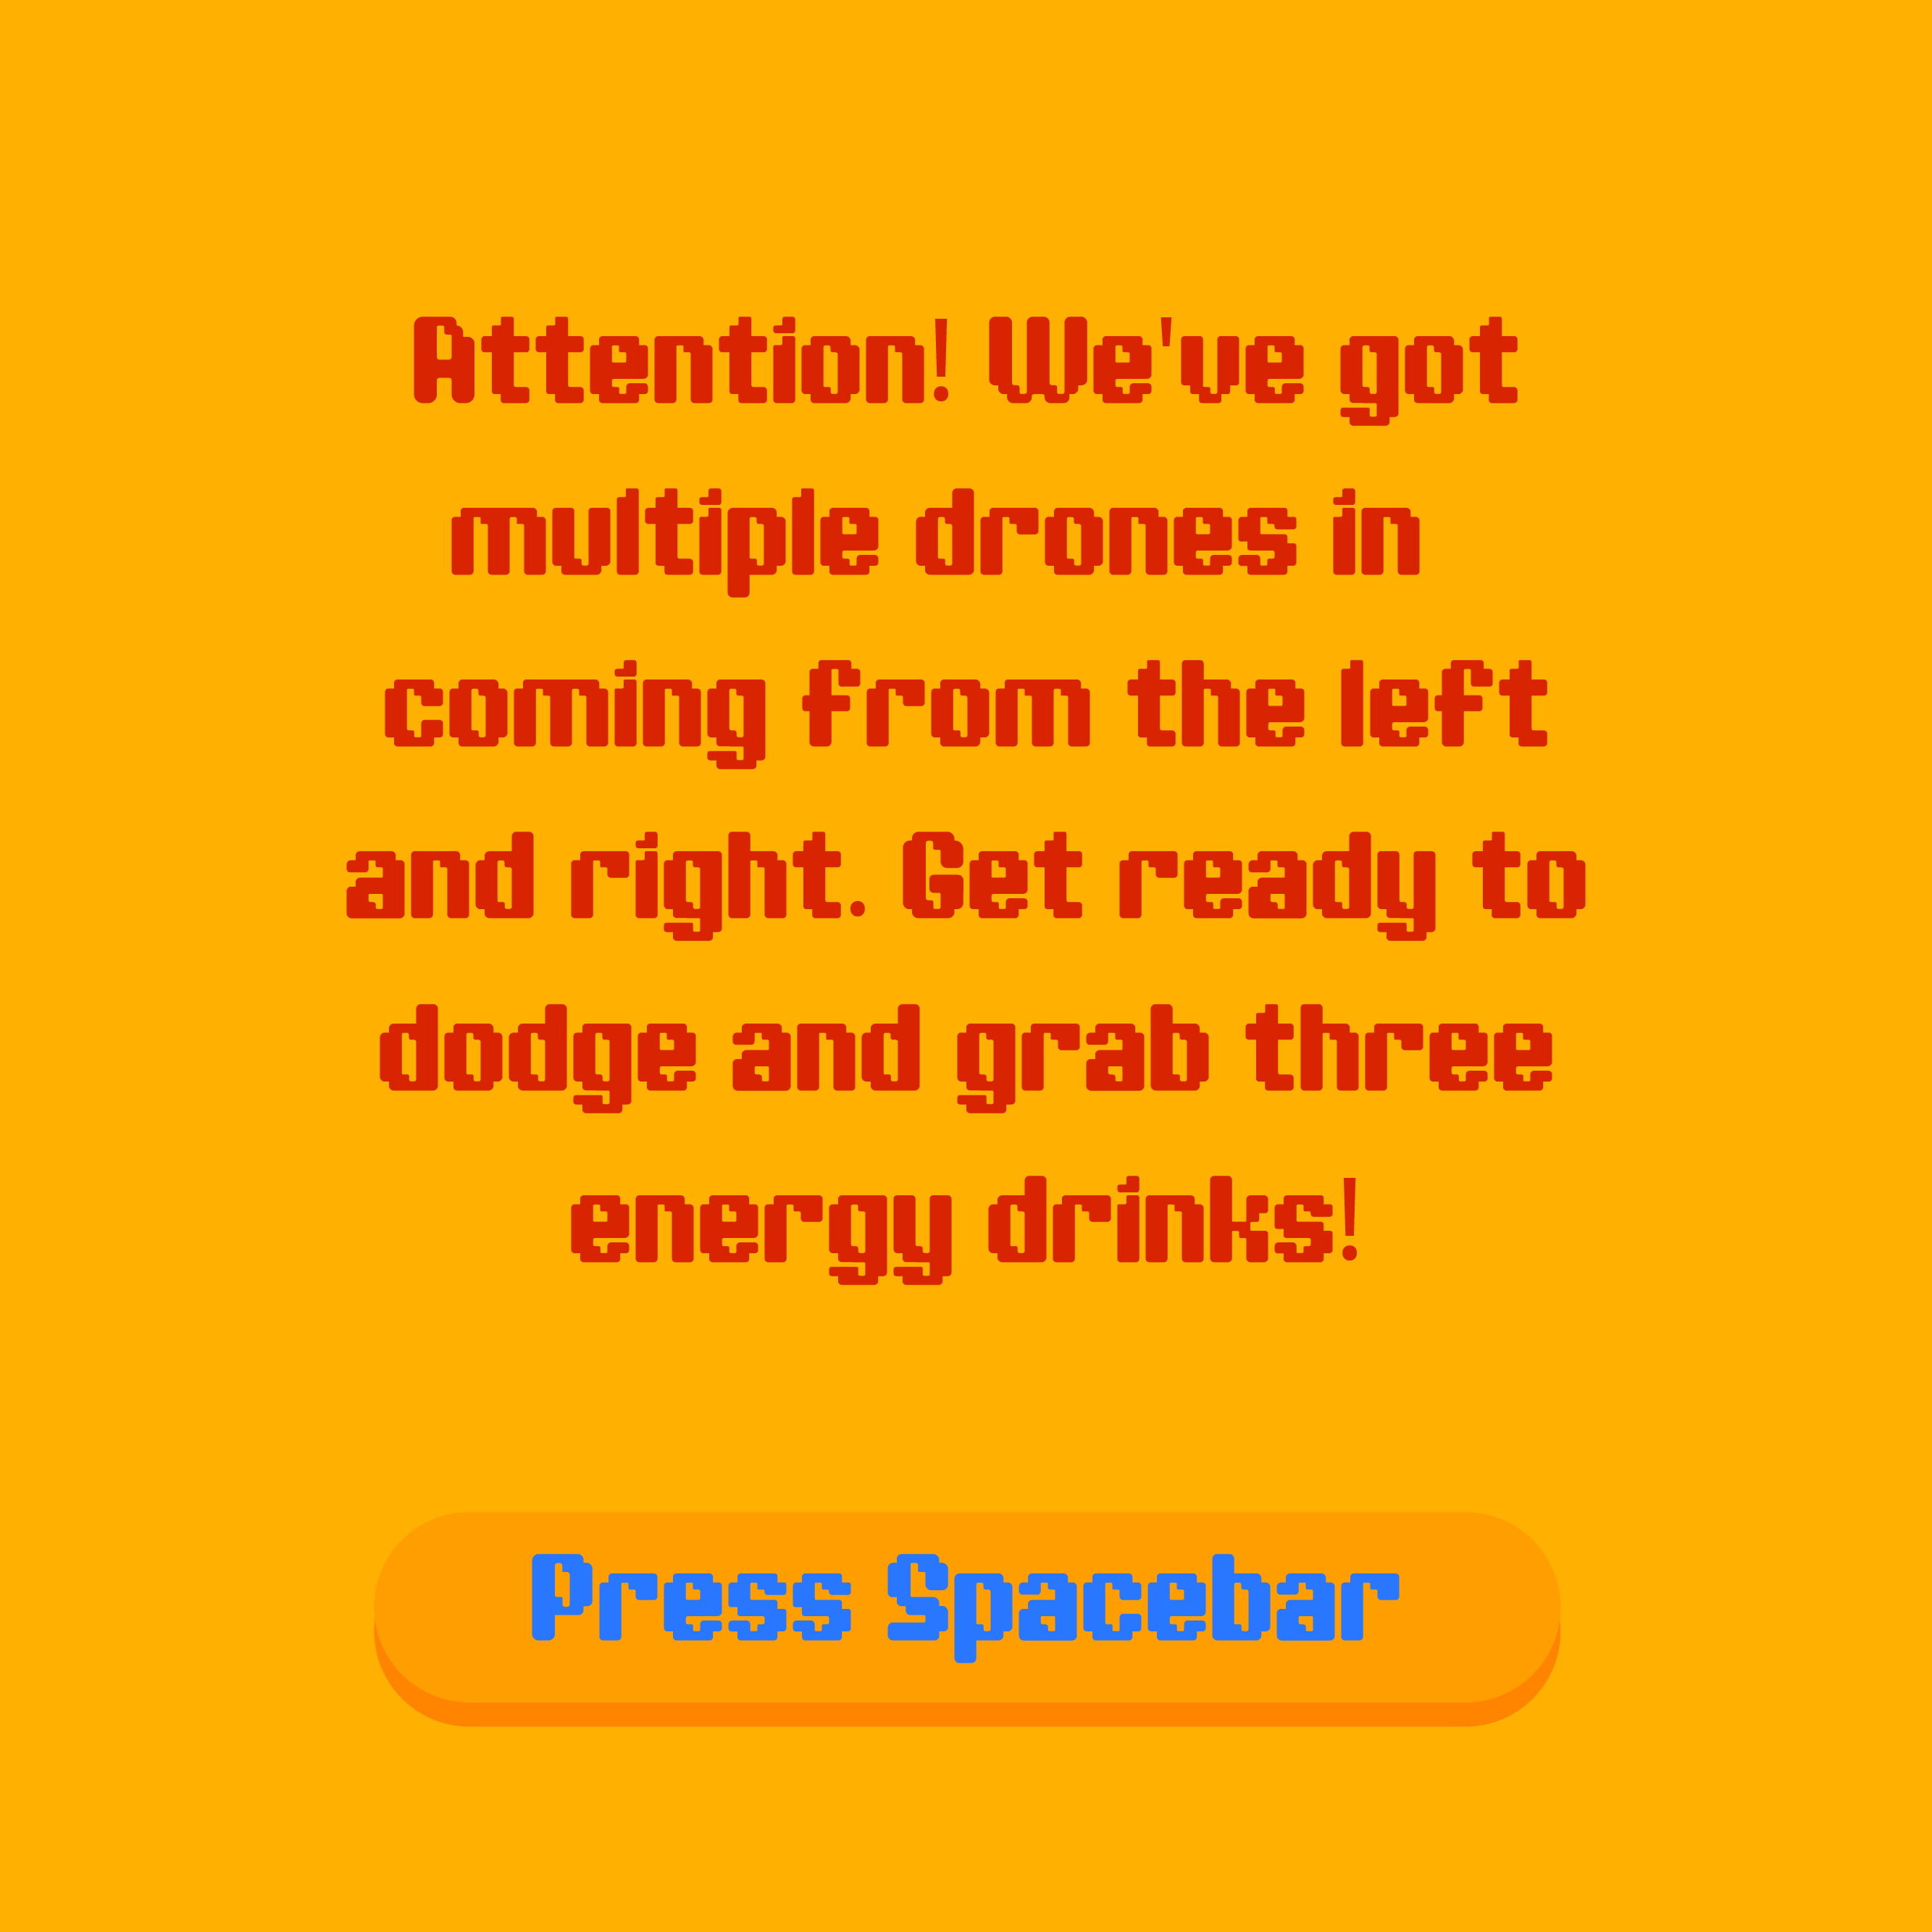 Attention! We've got
multiple drones in
coming from the left
and right. Get ready to
dodge and grab three
energy drinks!
Press Spacebar